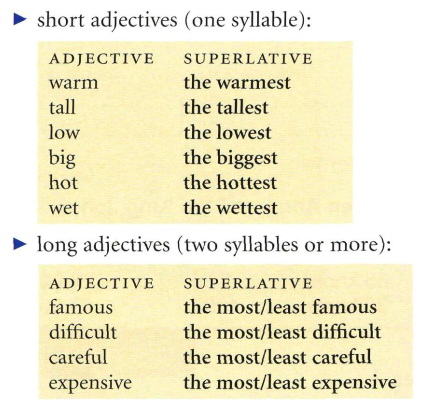 ▶ short adjectives (one syllable):
ADJECTIVE SUPERLATIVE
warm the warmest
tall the tallest
low the lowest
big the biggest
hot the hottest
wet the wettest
▶ long adjectives (two syllables or more):
ADJECTIVE SUPERLATIVE
famous the most/least famous
difficult the most/least difficult
careful the most/least careful
expensive the most/least expensive